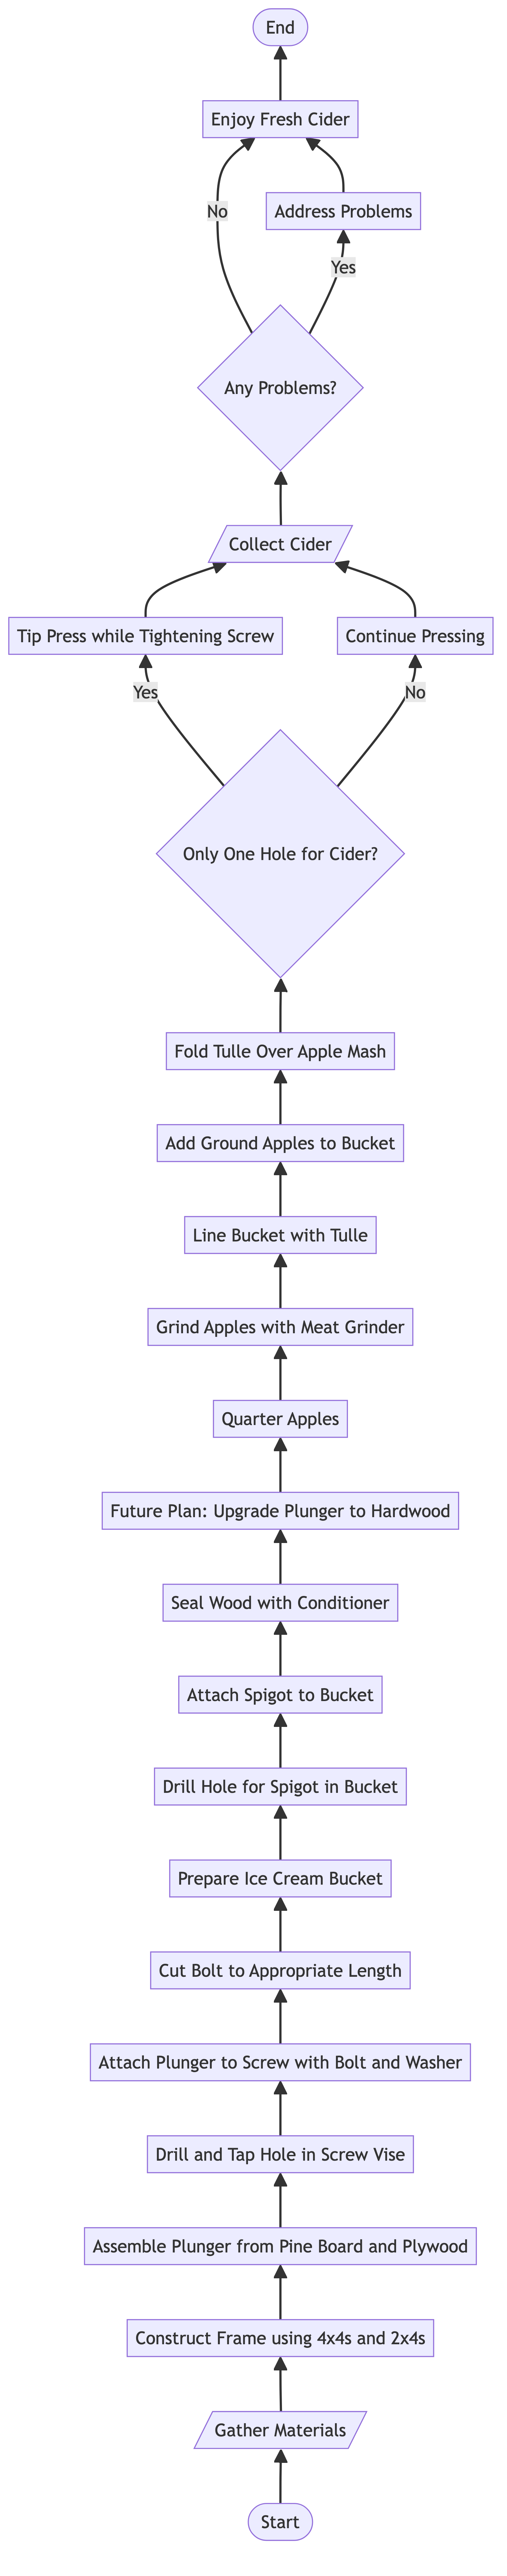 End
Enjoy Fresh Cider
No
Address Problems
Yes
Any Problems?
Collect Cider
Tip Press while Tightening Screw
Continue Pressing
Yes
No
Only One Hole for Cider?
Fold Tulle Over Apple Mash
Add Ground Apples to Bucket
Line Bucket with Tulle
Grind Apples with Meat Grinder
Quarter Apples
Future Plan: Upgrade Plunger to Hardwood
Seal Wood with Conditioner
Attach Spigot to Bucket
Drill Hole for Spigot in Bucket
Prepare Ice Cream Bucket
Cut Bolt to Appropriate Length
Attach Plunger to Screw with Bolt and Washer
Drill and Tap Hole in Screw Vise
Assemble Plunger from Pine Board and Plywood
Construct Frame using 4x4s and 2x4s
Gather Materials
Start